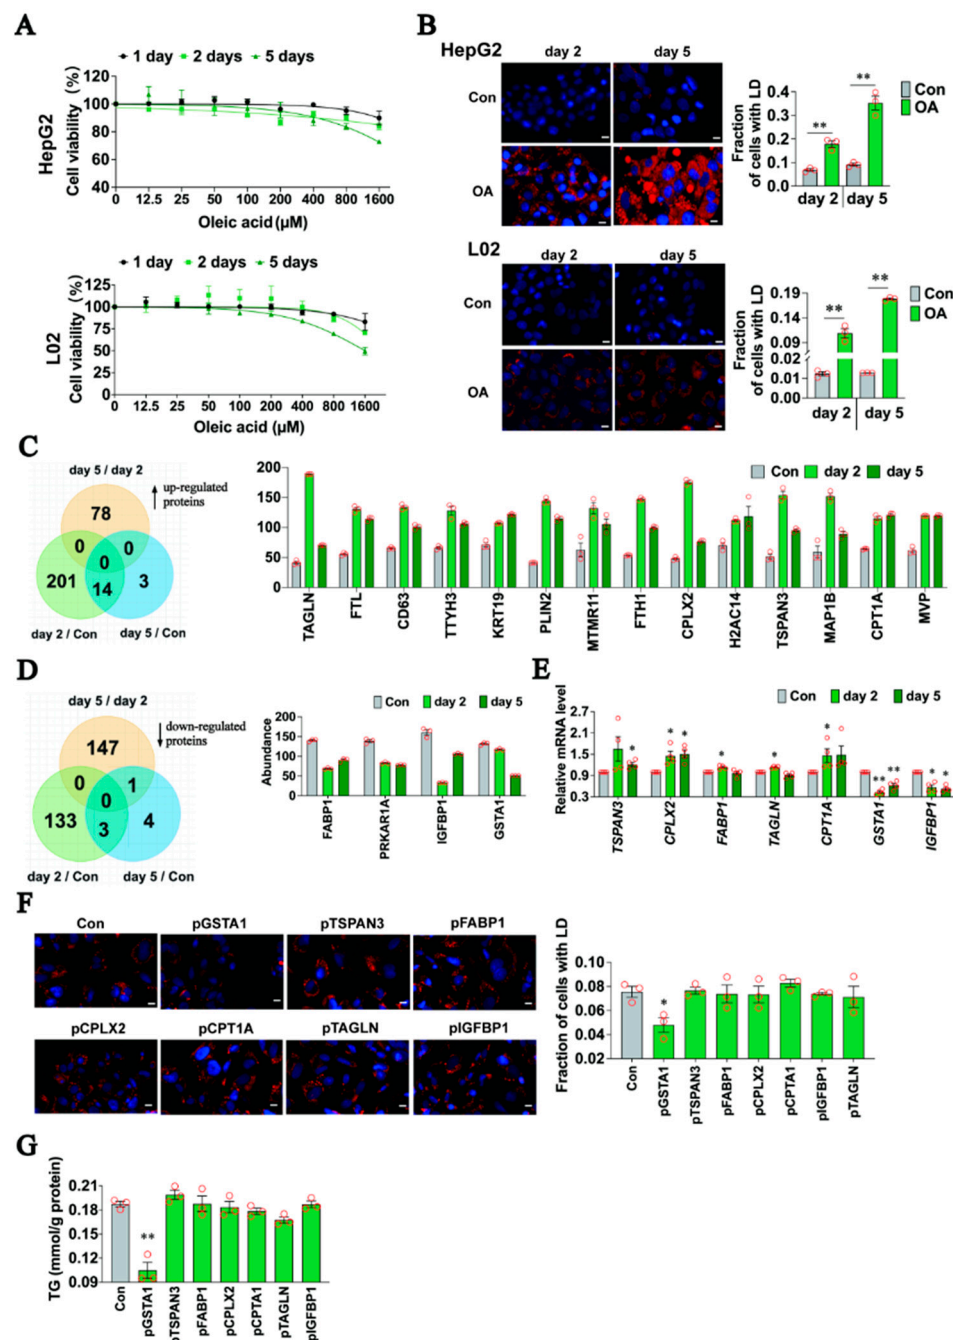 A
1 day 2 days 5 days
HepG2
Cell viability (%)
120
100
80
60
40
0 12.5 25 50 100 200 400 800 1600
Oleic acid (μM)
1 day 2 days 5 days
L02
Cell viability (%)
125
100
75
50
25
0
0 12.5 25 50 100 200 400 800 1600
Oleic acid (μM)
B
HepG2
day 2 day 5
Con
OA
Fraction
of cells with LD
0.4
0.3
0.2
0.1
0.0
** **
Con
OA
day 2 day 5
L02
day 2 day 5
Con
OA
Fraction
of cells with LD
0.19
0.14
0.09
0.02
0.01
0.00
** **
Con
OA
day 2 day 5
C
day 5 / day 2
up-regulated
proteins
78
0 0
0
201 14 3
day 2 / Con day 5 / Con
Con day 2 day 5
200
150
100
50
0
TAGLN FTL CD63 TTYH3 KRT19 PLIN2 MTMR11 FTH1 CPLX2 H2AC14 TSPAN3 MAP1B CPT1A MVP
D
day 5 / day 2
down-regulated
proteins
147
0 1
0
133 3 4
day 2 / Con day 5 / Con
Con day 2 day 5
Abundance
200
150
100
50
0
FABP1 PRKAR1A IGFBP1 GSTA1
E
Con day 2 day 5
Relative mRNA level
2.7
2.1
1.5
0.9
0.3
* * * * * * ** ** * *
TSPAN3 CPLX2 FABP1 TAGLN CPT1A GSTA1 IGFBP1
F
Con pGSTA1 pTSPAN3 pFABP1
pCPLX2 pCPT1A pTAGLN pIGFBP1
Fraction of cells with LD
0.10
0.08
0.06
0.04
0.02
*
Con pGSTA1 pTSPAN3 pFABP1 pCPLX2 pCPTA1 pIGFBP1 pTAGLN
G
TG (mmol/g protein)
0.21
0.18
0.15
0.12
0.09
**
Con pGSTA1 pTSPAN3 pFABP1 pCPLX2 pCPTA1 pTAGLN pIGFBP1